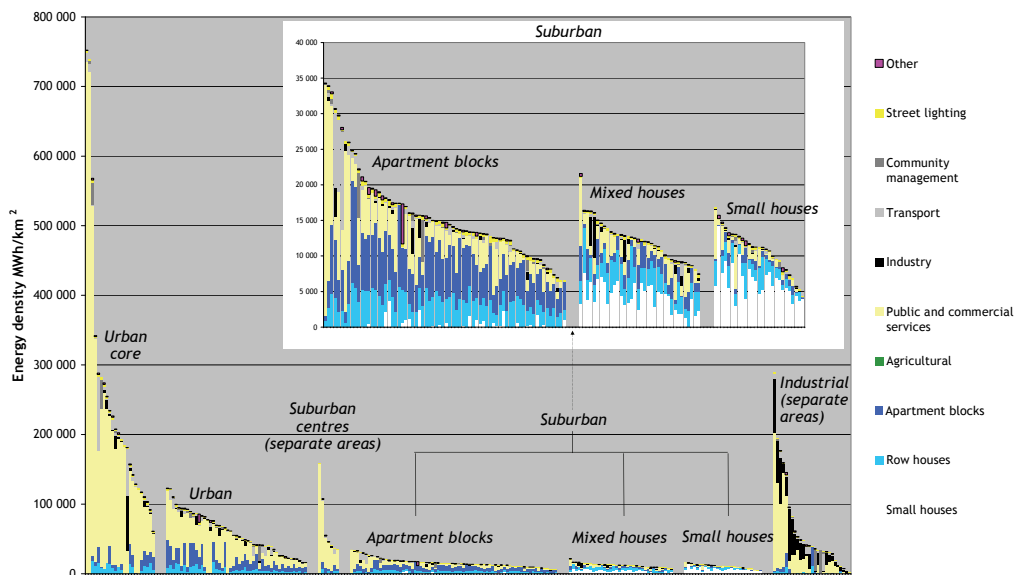 800 000
700 000
600 000
500 000
400 000
300 000
200 000
100 000
0
Energy density MWh/km 2
Suburban
40 000
35 000
30 000
25 000
20 000
15 000
10 000
5 000
0
Apartment blocks
Mixed houses
Small houses
Urban
core
Urban
Suburban
centres
(separate areas)
Suburban
Apartment blocks
Mixed houses
Small houses
Industrial
(separate
areas)
Other
Street lighting
Community
management
Transport
Industry
Public and commercial
services
Agricultural
Apartment blocks
Row houses
Small houses